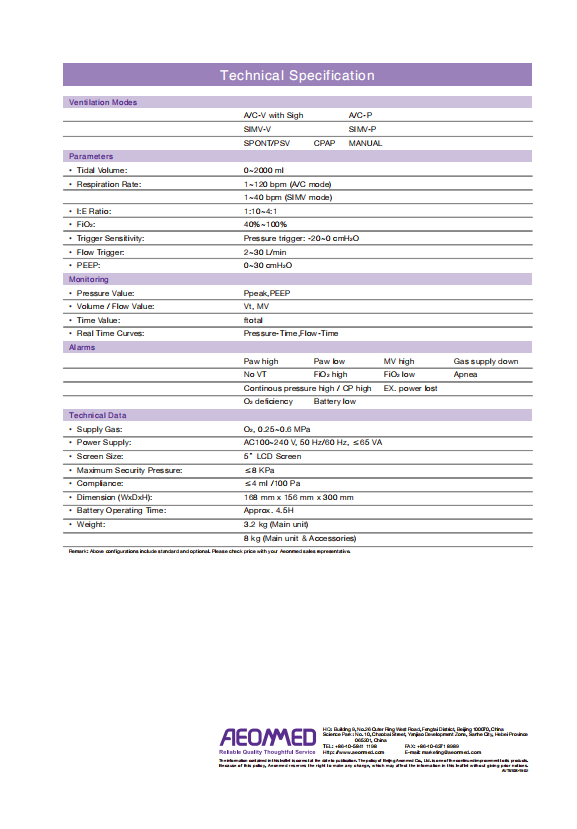 Technical Specification
Ventilation Modes
A/C-V with Sigh A/C-P
SIMV-V SIMV-P
SPONT/PSV CPAP MANUAL
Parameters
• Tidal Volume: 0~2000 ml
• Respiration Rate: 1~120 bpm (A/C mode)
1~40 bpm (SIMV mode)
• I:E Ratio: 1:10~4:1
• FiO₂: 40%~100%
• Trigger Sensitivity: Pressure trigger: -20~0 cmH₂O
• Flow Trigger: 2~30 L/min
• PEEP: 0~30 cmH₂O
Monitoring
• Pressure Value: Ppeak,PEEP
• Volume / Flow Value: Vt, MV
• Time Value: ftotal
• Real Time Curves: Pressure-Time,Flow-Time
Alarms
Paw high Paw low MV high Gas supply down
No VT FiO₂ high FiO₂ low Apnea
Continous pressure high / CP high EX. power lost
O₂ deficiency Battery low
Technical Data
• Supply Gas: O₂, 0.25~0.6 MPa
• Power Supply: AC100~240 V, 50 Hz/60 Hz, ≤65 VA
• Screen Size: 5" LCD Screen
• Maximum Security Pressure: ≤8 KPa
• Compliance: ≤4 ml /100 Pa
• Dimension (WxDxH): 168 mm x 156 mm x 300 mm
• Battery Operating Time: Approx. 4.5H
• Weight: 3.2 kg (Main unit)
8 kg (Main unit & Accessories)
Remark: Above configurations include standard and optional. Please check price with your Aeonmed sales representative.
AEONMED
Reliable Quality Thoughtful Service
HQ: Building 9, No.26 Outer Ring West Road, Fengtai District, Beijing 100070, China
Science Park: No. 10, Chaobai Street, Yanjiao Development Zone, Sanhe City, Hebei Province
065201, China
TEL: +86-10-5841 1188 FAX: +86-10-6371 8989
Http: //www.aeonmed.com E-mail: marketing@aeonmed.com
The information contained in this leaflet is correct at the date to publication. The policy of Beijing Aeonmed Co., Ltd. is one of the continued improvement to its products.
Because of this policy, Aeonmed reserves the right to make any change, which may affect the information in this leaflet without giving prior notices.